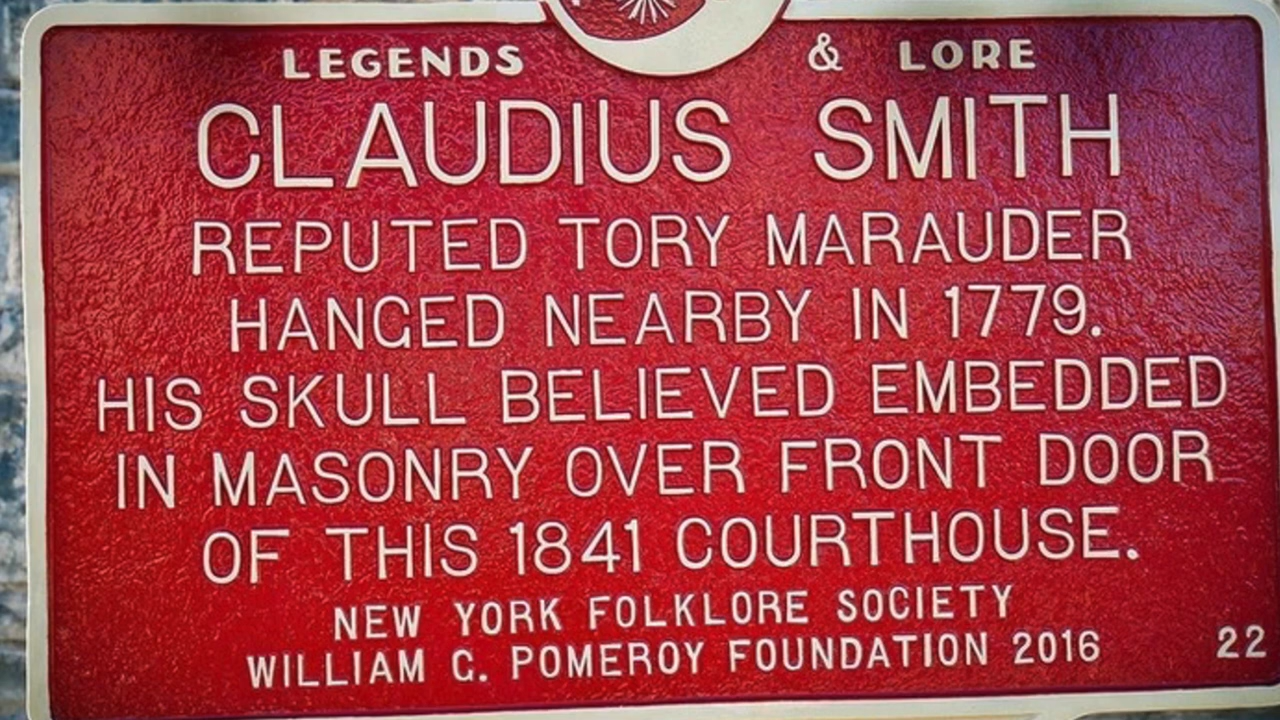 LEGENDS & LORE
CLAUDIUS SMITH
REPUTED TORY MARAUDER
HANGED NEARBY IN 1779.
HIS SKULL BELIEVED EMBEDDED
IN MASONRY OVER FRONT DOOR
OF THIS 1841 COURTHOUSE.
NEW YORK FOLKLORE SOCIETY
WILLIAM G. POMEROY FOUNDATION 2016 22